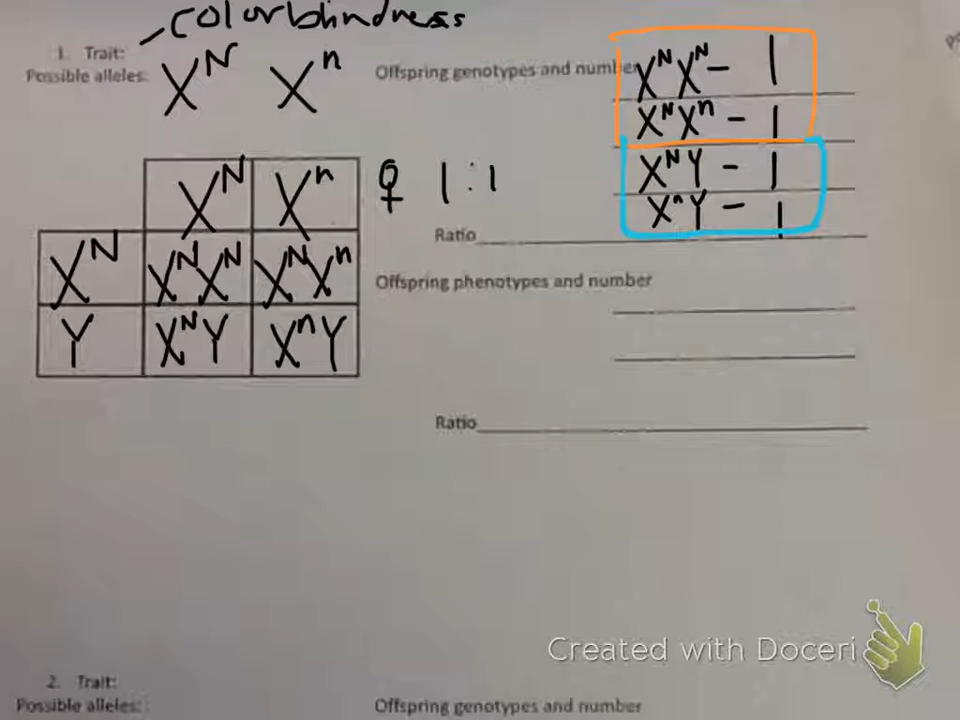 colorblindness
1. Trait:
Possible alleles: X^N X^n
Offspring genotypes and number
X^N X^N – 1
X^N X^n – 1
X^N Y – 1
X^n Y – 1
♀ 1:1
Ratio
X^N X^n
X^N X^N X^N X^N X^n
Y X^N Y X^n Y
Offspring phenotypes and number
Ratio
Created with Doceri
2. Trait:
Possible alleles:
Offspring genotypes and number